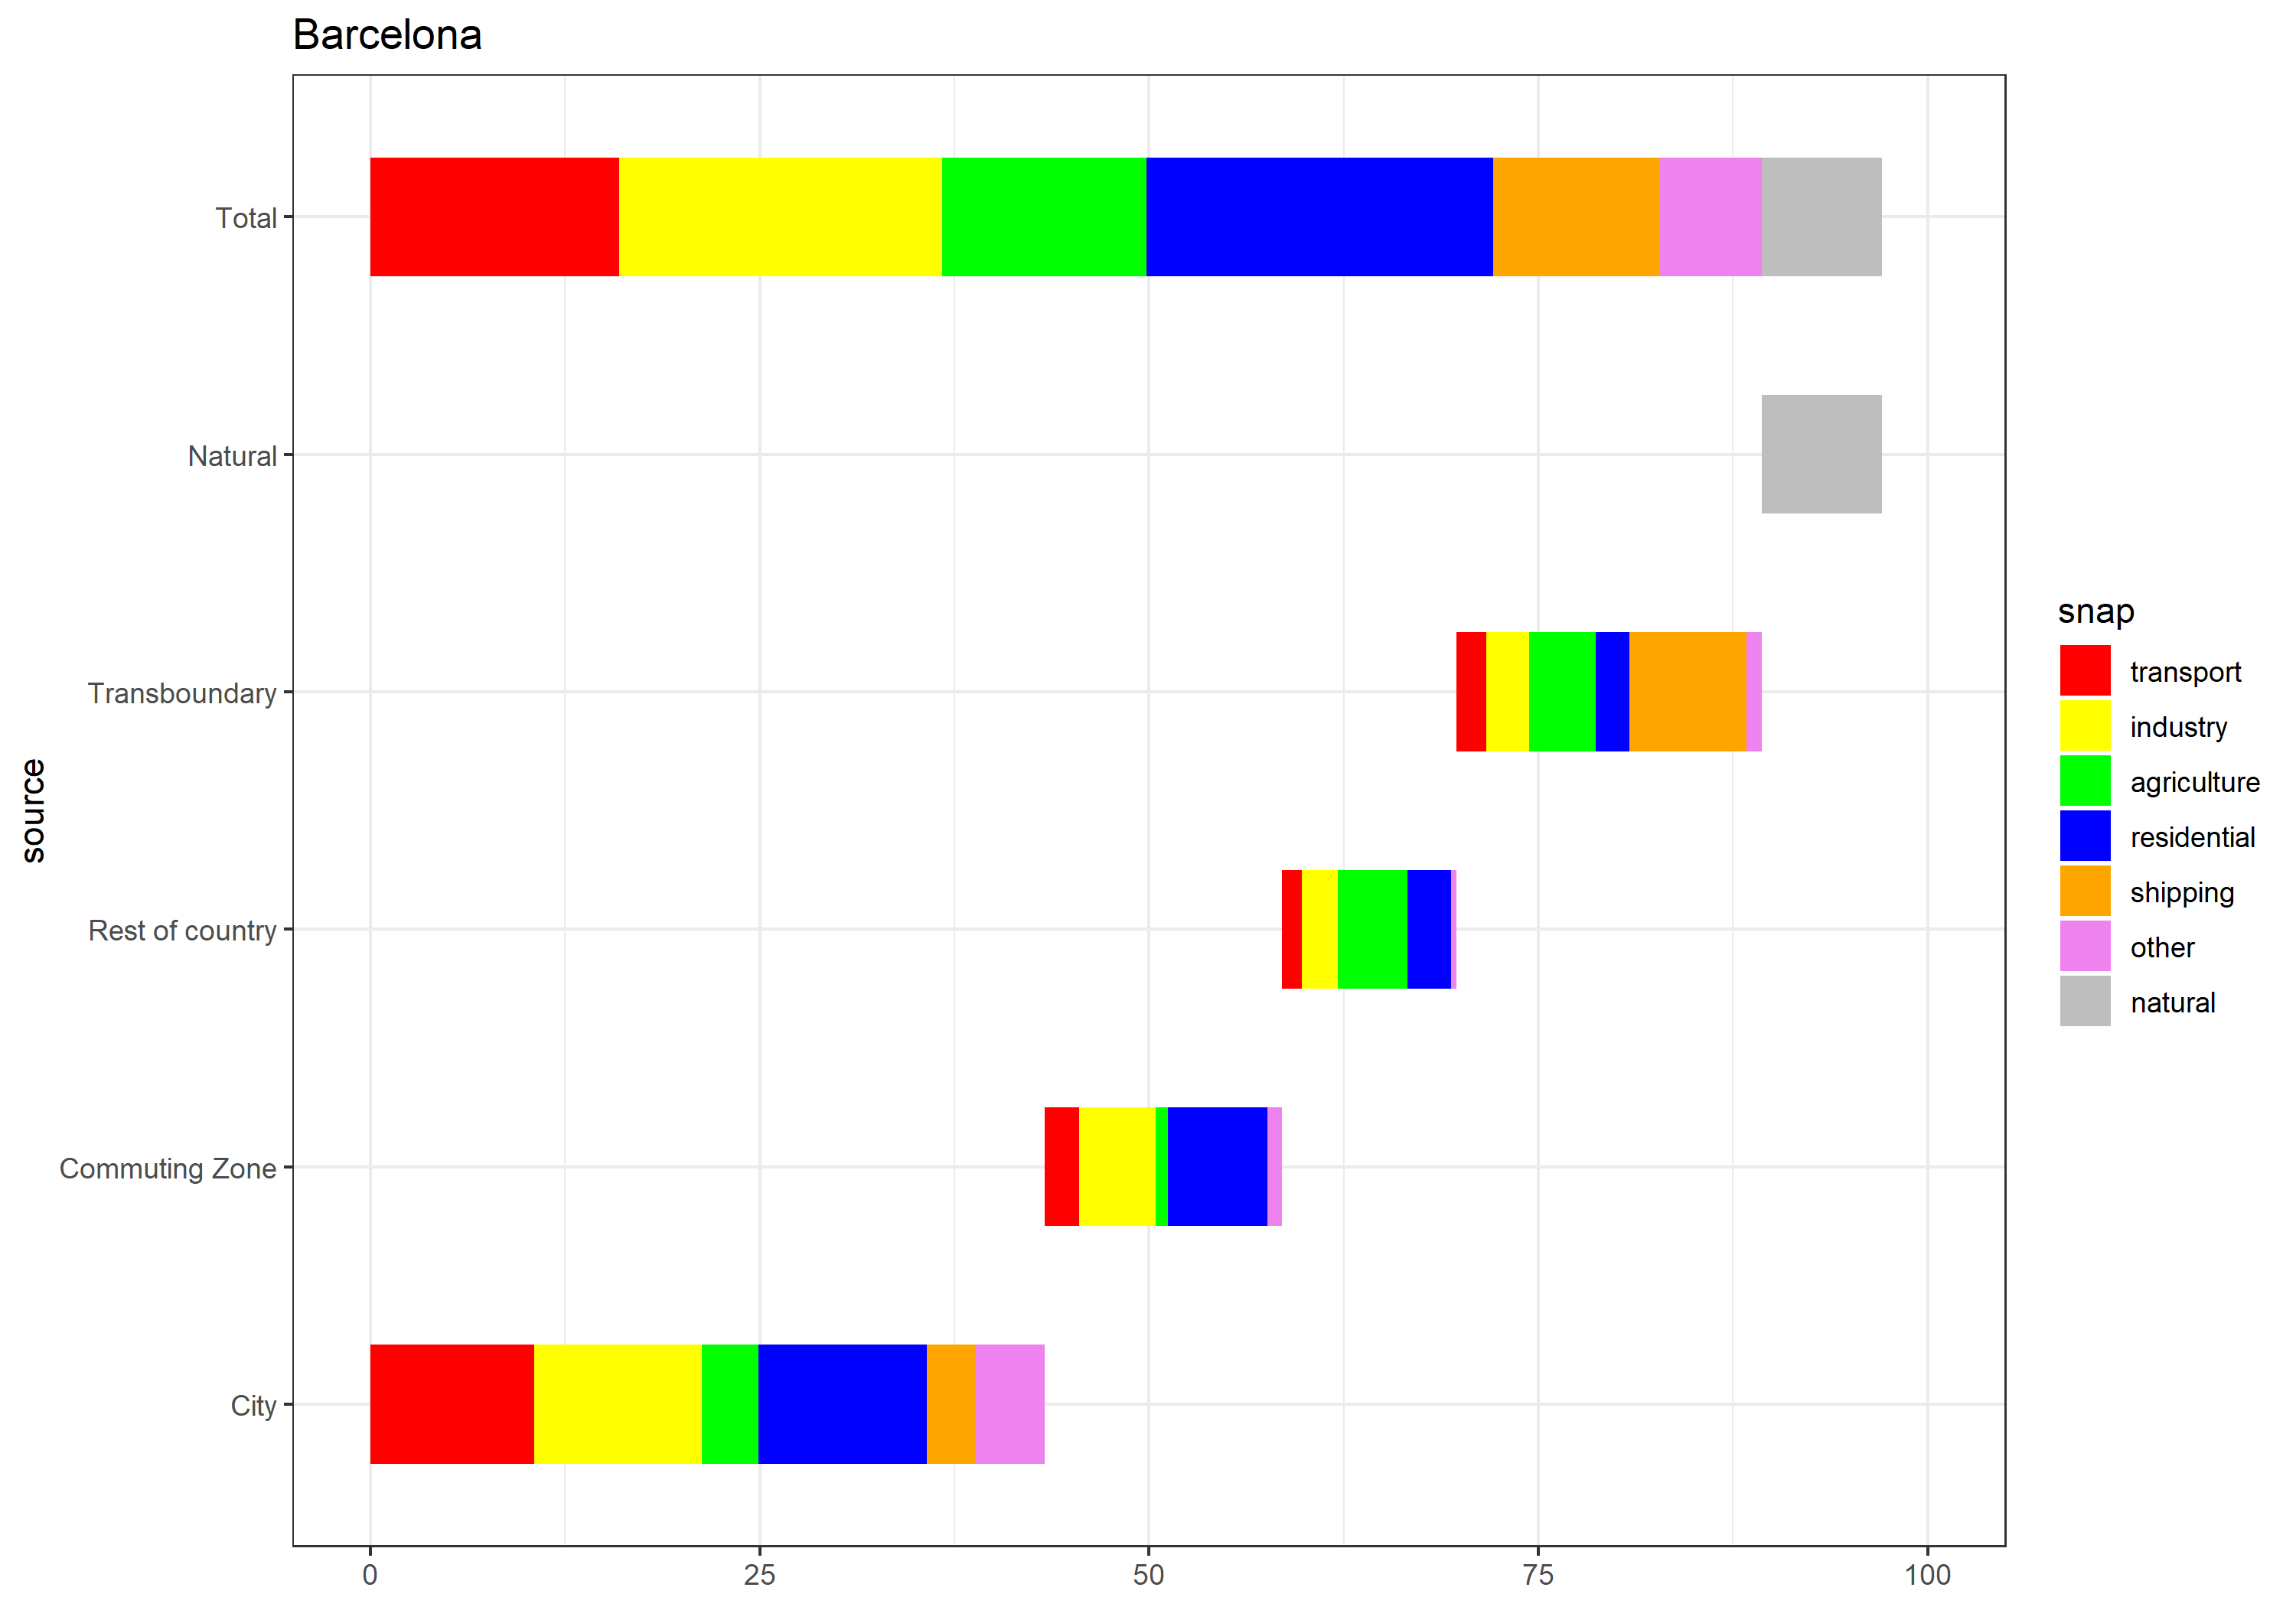 Barcelona
source
Total
Natural
Transboundary
Rest of country
Commuting Zone
City
0 25 50 75 100
snap
transport
industry
agriculture
residential
shipping
other
natural